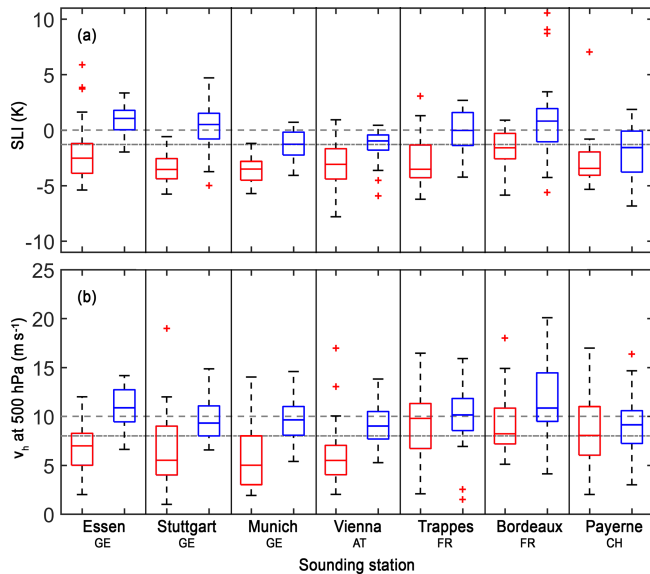 (a)
SLI (K)
10
5
0
-5
-10
(b)
v_h at 500 hPa (m s⁻¹)
25
20
15
10
5
0
Essen Stuttgart Munich Vienna Trappes Bordeaux Payerne
GE GE GE AT FR FR CH
Sounding station